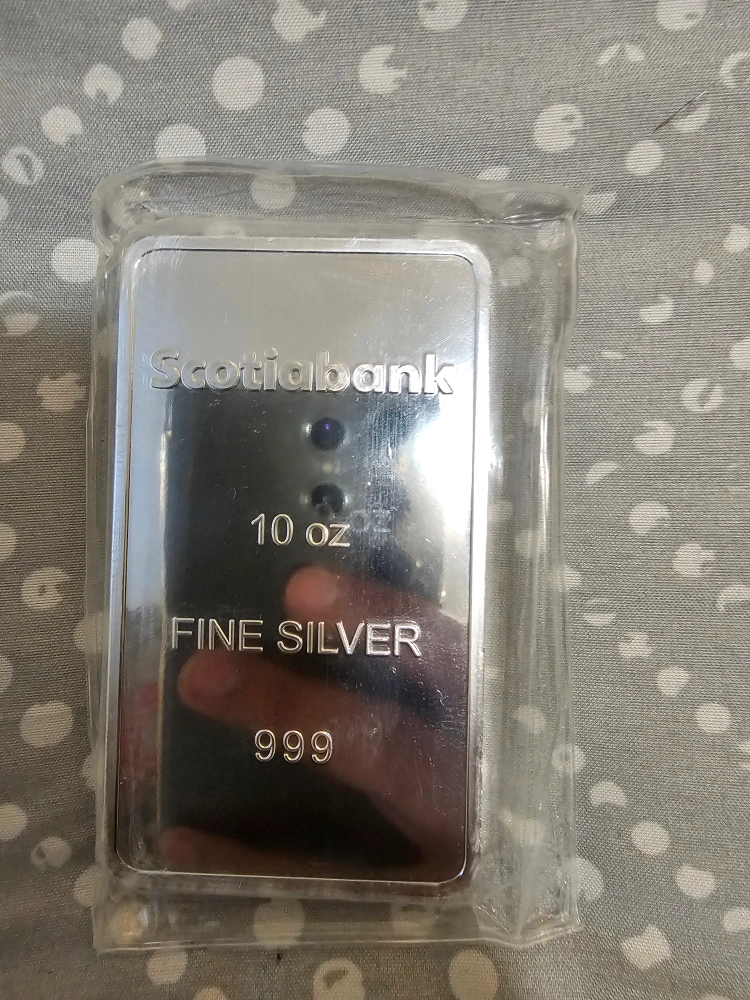 Scotiabank
10 oz
FINE SILVER
999